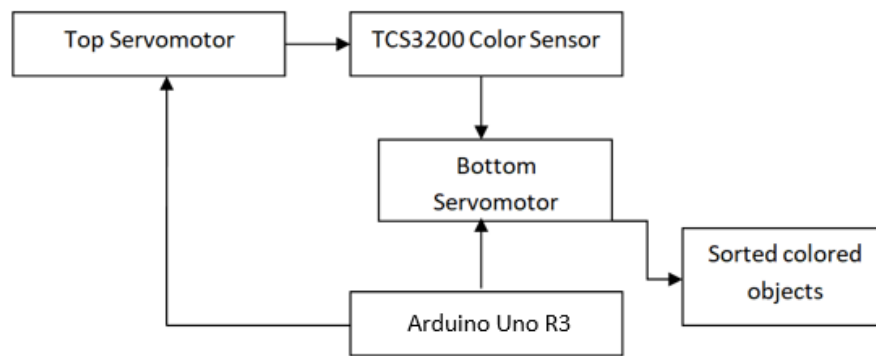 Top Servomotor
TCS3200 Color Sensor
Bottom
Servomotor
Sorted colored
objects
Arduino Uno R3